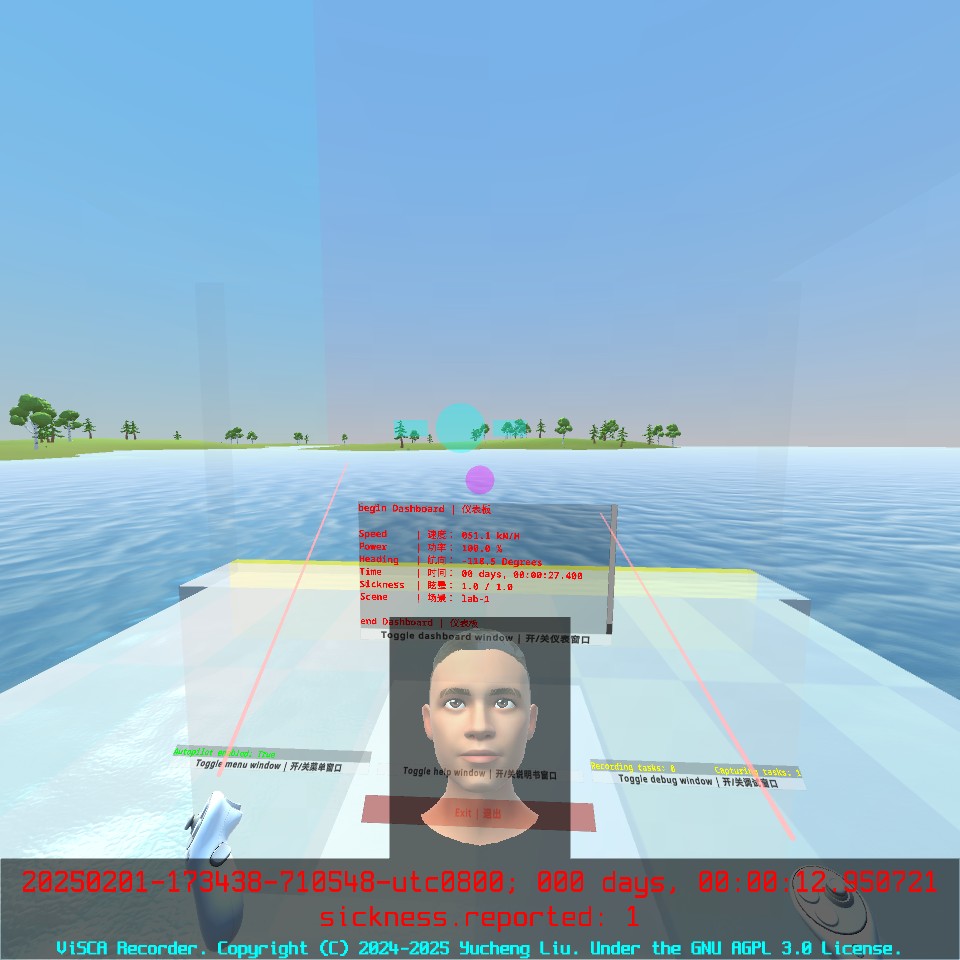 begin Dashboard | 仪表板
Speed | 速度： 051.1 kN/H
Power | 功率： 100.0 %
Heading | 航向： -118.5 Degrees
Time | 时间： 00 days, 00:00:27.400
Sickness | 眩晕： 1.0 / 1.0
Scene | 场景： lab-1
end Dashboard | 仪表板
Toggle dashboard window | 开/关仪表窗口
Autopilot enabled: True
Toggle menu window | 开/关菜单窗口
Toggle help window | 开/关说明书窗口
Recording tasks: 0 Capturing tasks: 1
Toggle debug window | 开/关调试窗口
Exit | 退出
20250201-173438-710548-utc0800; 000 days, 00:00:12.950721
sickness.reported: 1
ViSCA Recorder. Copyright (C) 2024-2025 Yucheng Liu. Under the GNU AGPL 3.0 License.